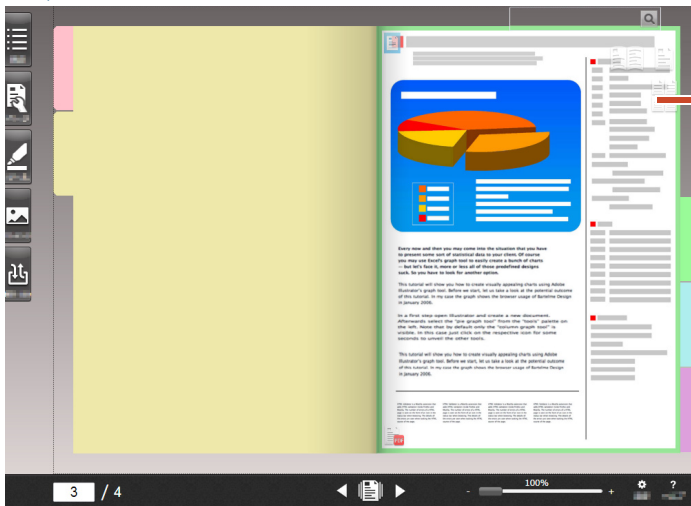 Every now and then you may come into the situation that you have
to present some sort of statistical data to your client. Of course
you may use Excel's graph tool to easily create a bunch of charts
— but let's face it, more or less all of those predefined designs
suck. So you have to look for another option.
This tutorial will show you how to create visually appealing charts using Adobe
Illustrator's graph tool. Before we start, let us take a look at the potential outcome
of this tutorial. In my case the graph shows the browser usage of Bartelme Design
in January 2006.
In a first step open Illustrator and create a new document.
Afterwards select the "pie graph tool" from the "tools" palette on
the left. Note that by default only the "column graph tool" is
visible. In this case just click on the respective icon for some
seconds to unveil the other tools.
This tutorial will show you how to create visually appealing charts using Adobe
Illustrator's graph tool. Before we start, let us take a look at the potential outcome
of this tutorial. In my case the graph shows the browser usage of Bartelme Design
in January 2006.
PDF
3 / 4
100%
-
+
?